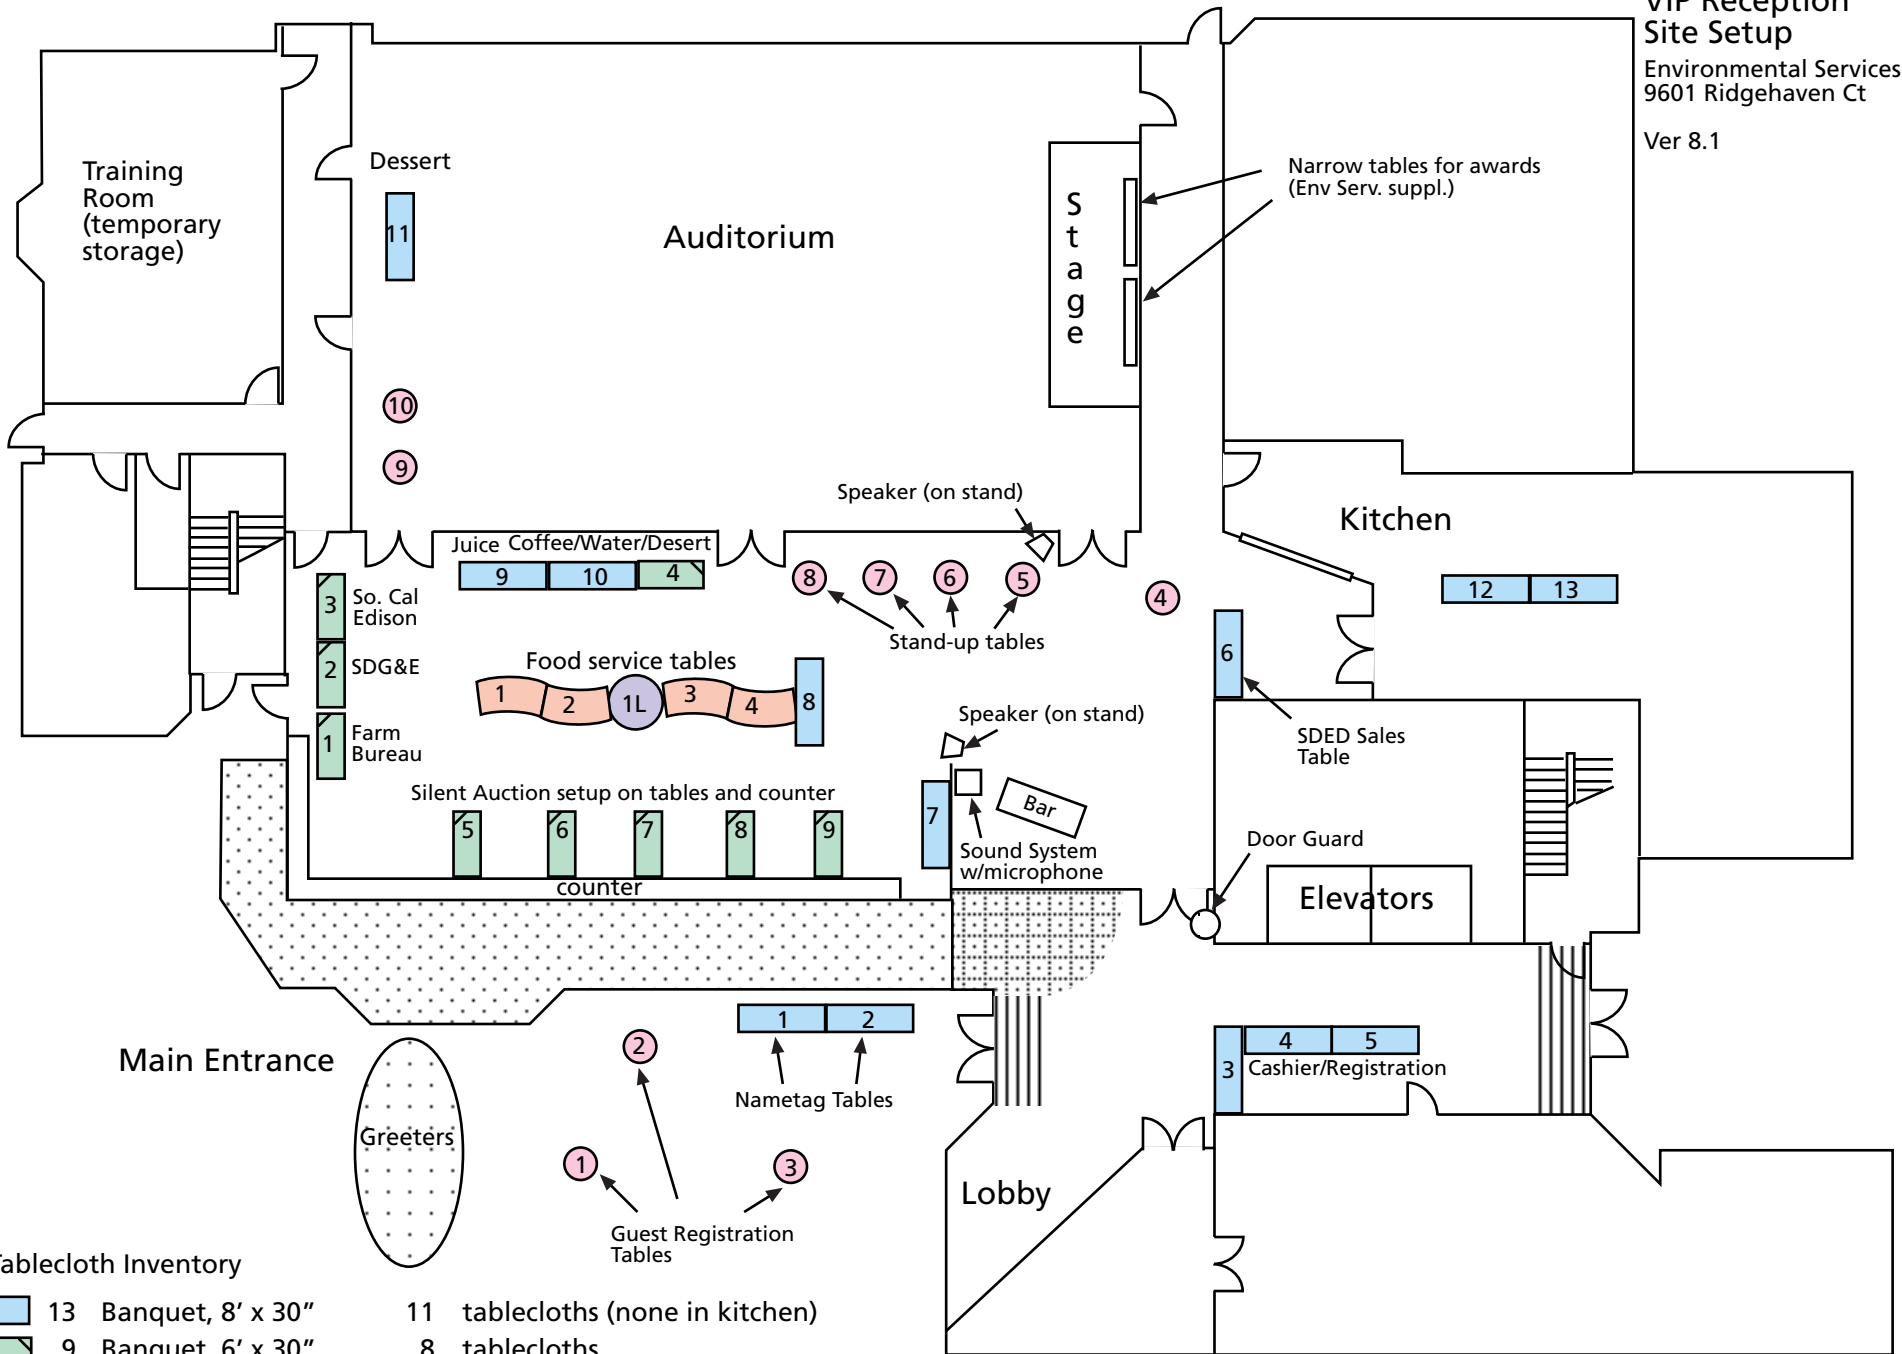 VIP Reception
Site Setup
Environmental Services
9601 Ridgehaven Ct
Ver 8.1
Training
Room
(temporary
storage)
Dessert
11
Auditorium
Stage
Narrow tables for awards
(Env Serv. suppl.)
10
9
Speaker (on stand)
Kitchen
Juice Coffee/Water/Desert
9 10 4
8 7 6 5
4
12 13
3 So. Cal
Edison
Stand-up tables
2 SDG&E
Food service tables
1 2 1L 3 4 8
6
1 Farm
Bureau
Speaker (on stand)
SDED Sales
Table
Silent Auction setup on tables and counter
5 6 7 8 9
7
Bar
Sound System
w/microphone
Door Guard
counter
Elevators
1 2
Main Entrance
2
Nametag Tables
3 4 5
Cashier/Registration
Greeters
1
3
Lobby
Guest Registration
Tables
Tablecloth Inventory
13 Banquet, 8’ x 30” 11 tablecloths (none in kitchen)
9 Banquet, 6’ x 30” 8 tablecloths